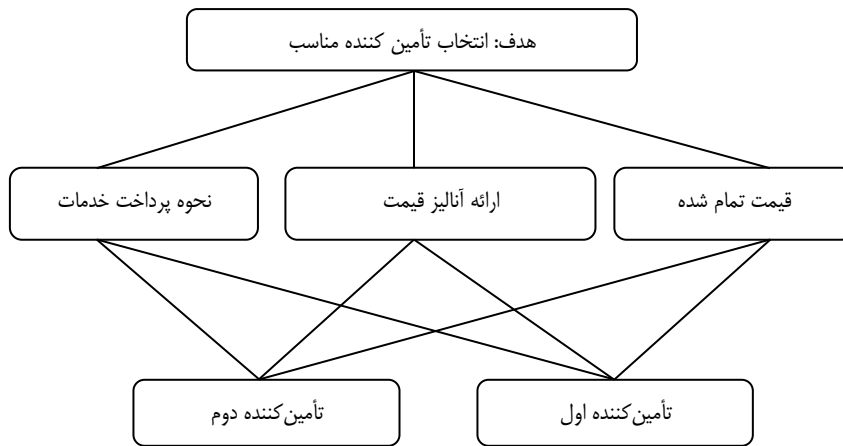 هدف: انتخاب تأمین کننده مناسب
قیمت تمام شده
ارائه آنالیز قیمت
نحوه پرداخت خدمات
تأمین‌کننده اول
تأمین‌کننده دوم